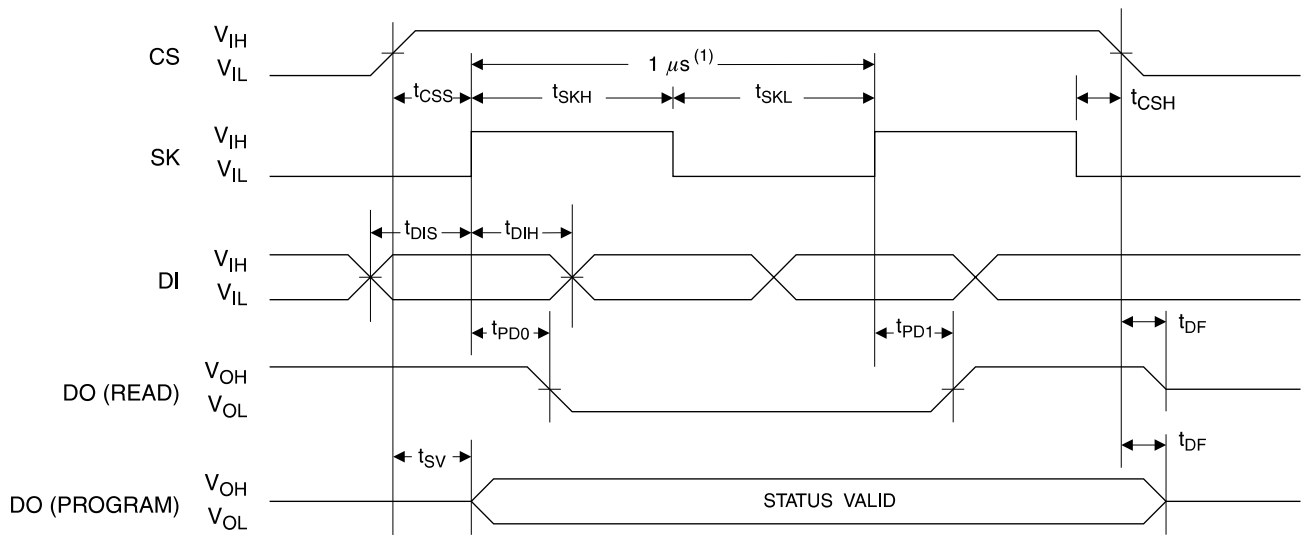 CS V_IH
V_IL
1 μs (1)
t_CSS t_SKH t_SKL t_CSH
SK V_IH
V_IL
t_DIS t_DIH
DI V_IH
V_IL
t_PD0 t_PD1 t_DF
DO (READ) V_OH
V_OL
t_SV t_DF
DO (PROGRAM) V_OH
V_OL
STATUS VALID